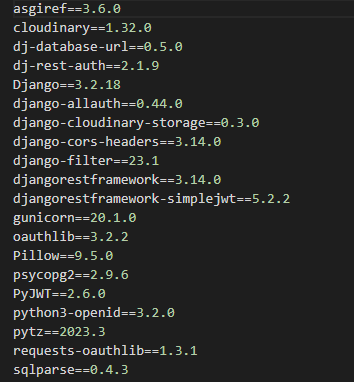 asgiref==3.6.0
cloudinary==1.32.0
dj-database-url==0.5.0
dj-rest-auth==2.1.9
Django==3.2.18
django-allauth==0.44.0
django-cloudinary-storage==0.3.0
django-cors-headers==3.14.0
django-filter==23.1
djangorestframework==3.14.0
djangorestframework-simplejwt==5.2.2
gunicorn==20.1.0
oauthlib==3.2.2
Pillow==9.5.0
psycopg2==2.9.6
PyJWT==2.6.0
python3-openid==3.2.0
pytz==2023.3
requests-oauthlib==1.3.1
sqlparse==0.4.3